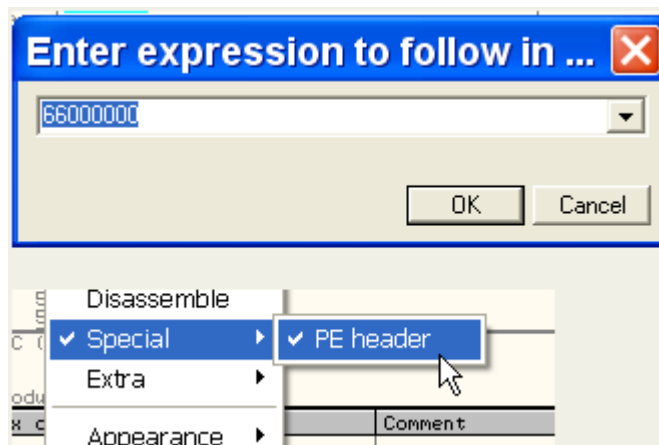 Enter expression to follow in ...
66000000
OK Cancel
Disassemble
Special PE header
Extra
Appearance
Comment